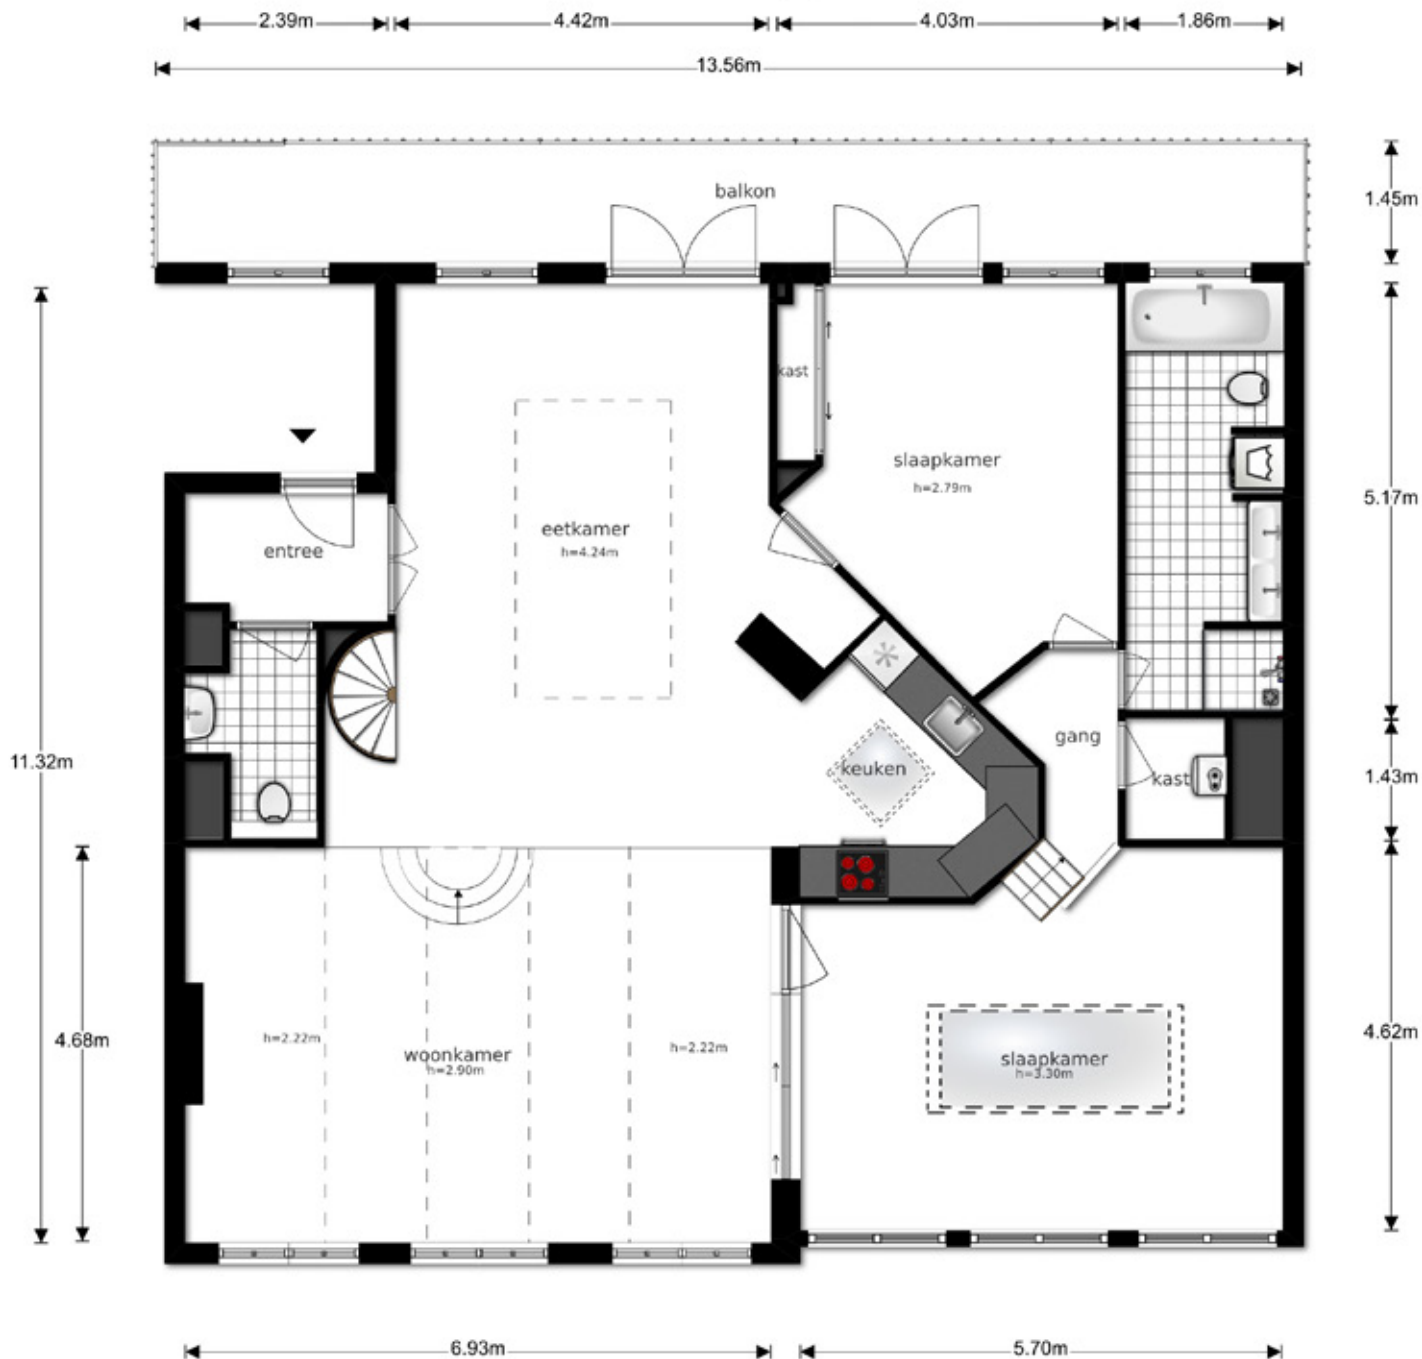 2.39m
4.42m
4.03m
1.86m
13.56m
balkon
1.45m
kast
slaapkamer
h=2.79m
5.17m
eetkamer
h=4.24m
entree
gang
keuken
kast
11.32m
1.43m
h=2.22m
woonkamer
h=2.90m
h=2.22m
slaapkamer
h=3.30m
4.68m
4.62m
6.93m
5.70m